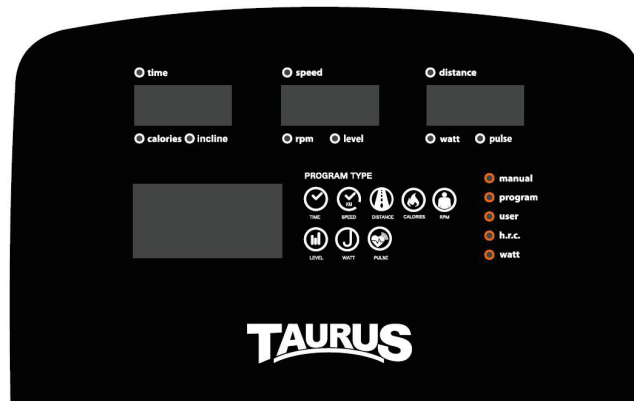 time speed distance
calories incline rpm level watt pulse
PROGRAM TYPE
manual
program
user
h.r.c.
watt
KM
TIME SPEED DISTANCE CALORIES RPM
LEVEL WATT PULSE
TAURUS